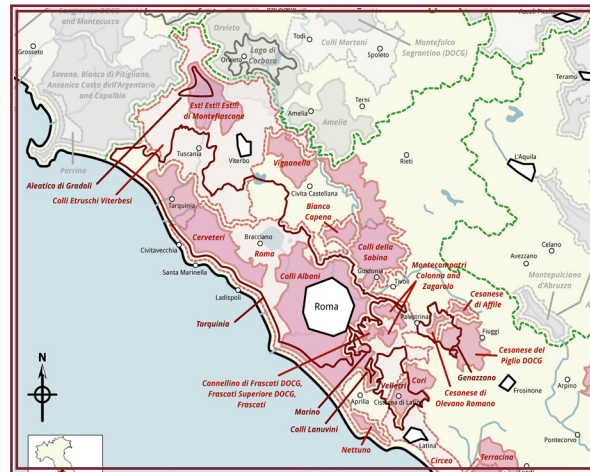 Orvieto
Montefalco
Sagrantino (DOCG)
Colli Martani
Todi
Spoleto
Grosseto
and Montecucco
Orvieto
Lago di
Corbara
Teramo
Sovana, Bianco di Pitigliano,
Ansonica Costa dell'Argentario
and Capalbio
Terni
Amelia
Amelia
Est! Est!! Est!!!
di Montefiascone
Parrina
Tuscania
Viterbo
Vignanello
Rieti
L'Aquila
Aleatico di Gradoli
Colli Etruschi Viterbesi
Civita Castellana
Tarquinia
Bianco
Capena
Cerveteri
Bracciano
Roma
Colli della
Sabina
Celano
Avezzano
Civitavecchia
Santa Marinella
Colli Albani
Guidonia
Tivoli
Montecompatri
Colonna and
Zagarolo
Montepulciano
d'Abruzzo
Ladispoli
Roma
Palestrina
Cesanese
di Affile
Tarquinia
Fiuggi
Cesanese del
Piglio DOCG
Genazzano
Cannellino di Frascati DOCG,
Frascati Superiore DOCG,
Frascati
Velletri
Cori
Cesanese di
Olevano Romano
Frosinone
Arpino
Marino
Aprilia
Cisterna di Latina
Colli Lanuvini
Nettuno
Latina
Pontecorvo
Circeo
Terracina
N